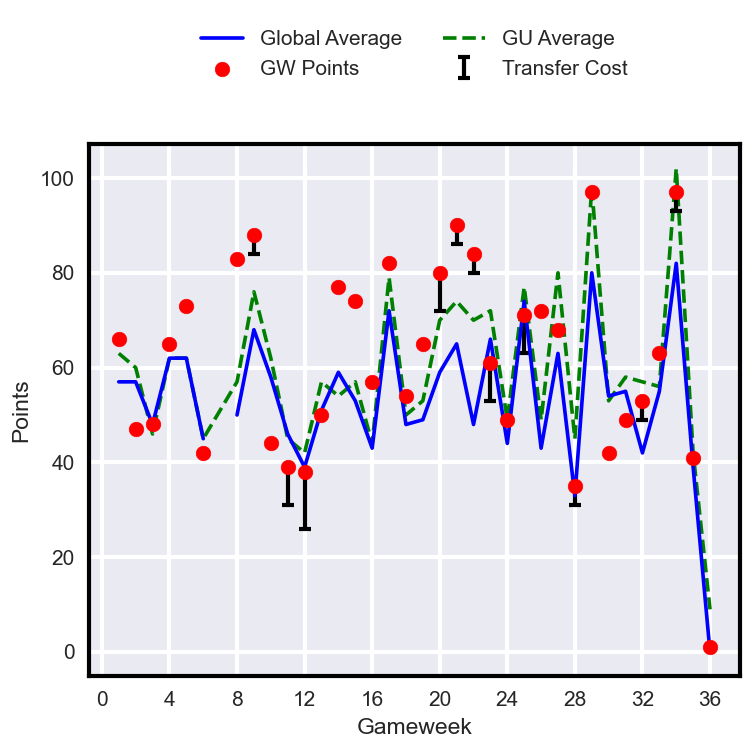 Global Average
GU Average
GW Points
Transfer Cost
100
80
60
40
20
0
Points
0 4 8 12 16 20 24 28 32 36
Gameweek